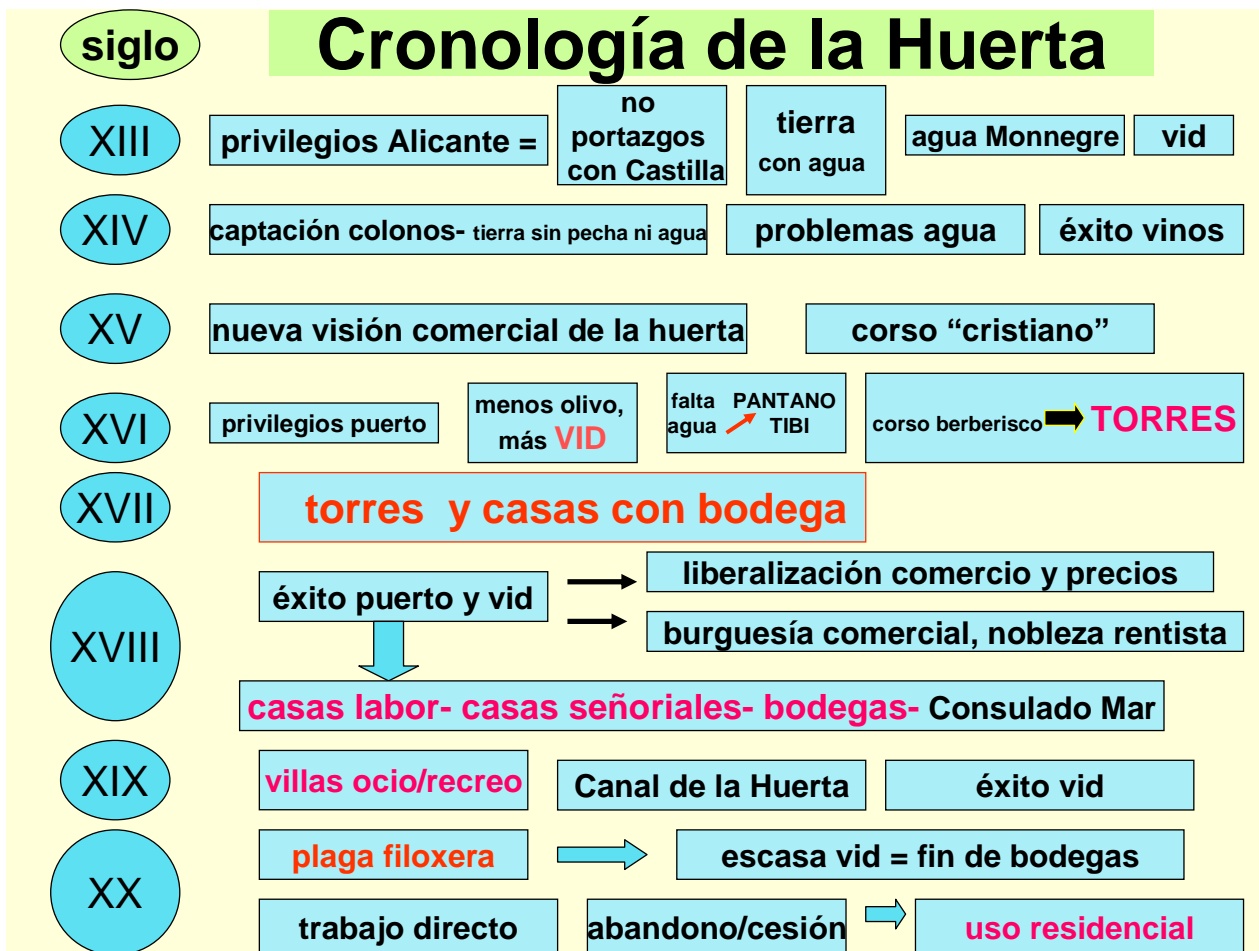 siglo
Cronología de la Huerta
XIII
privilegios Alicante =
no
portazgos
con Castilla
tierra
con agua
agua Monnegre
vid
XIV
captación colonos- tierra sin pecha ni agua
problemas agua
éxito vinos
XV
nueva visión comercial de la huerta
corso “cristiano”
XVI
privilegios puerto
menos olivo,
más VID
falta PANTANO
agua TIBI
corso berberisco TORRES
XVII
torres y casas con bodega
XVIII
éxito puerto y vid
liberalización comercio y precios
burguesía comercial, nobleza rentista
casas labor- casas señoriales- bodegas- Consulado Mar
XIX
villas ocio/recreo
Canal de la Huerta
éxito vid
XX
plaga filoxera
escasa vid = fin de bodegas
trabajo directo
abandono/cesión
uso residencial